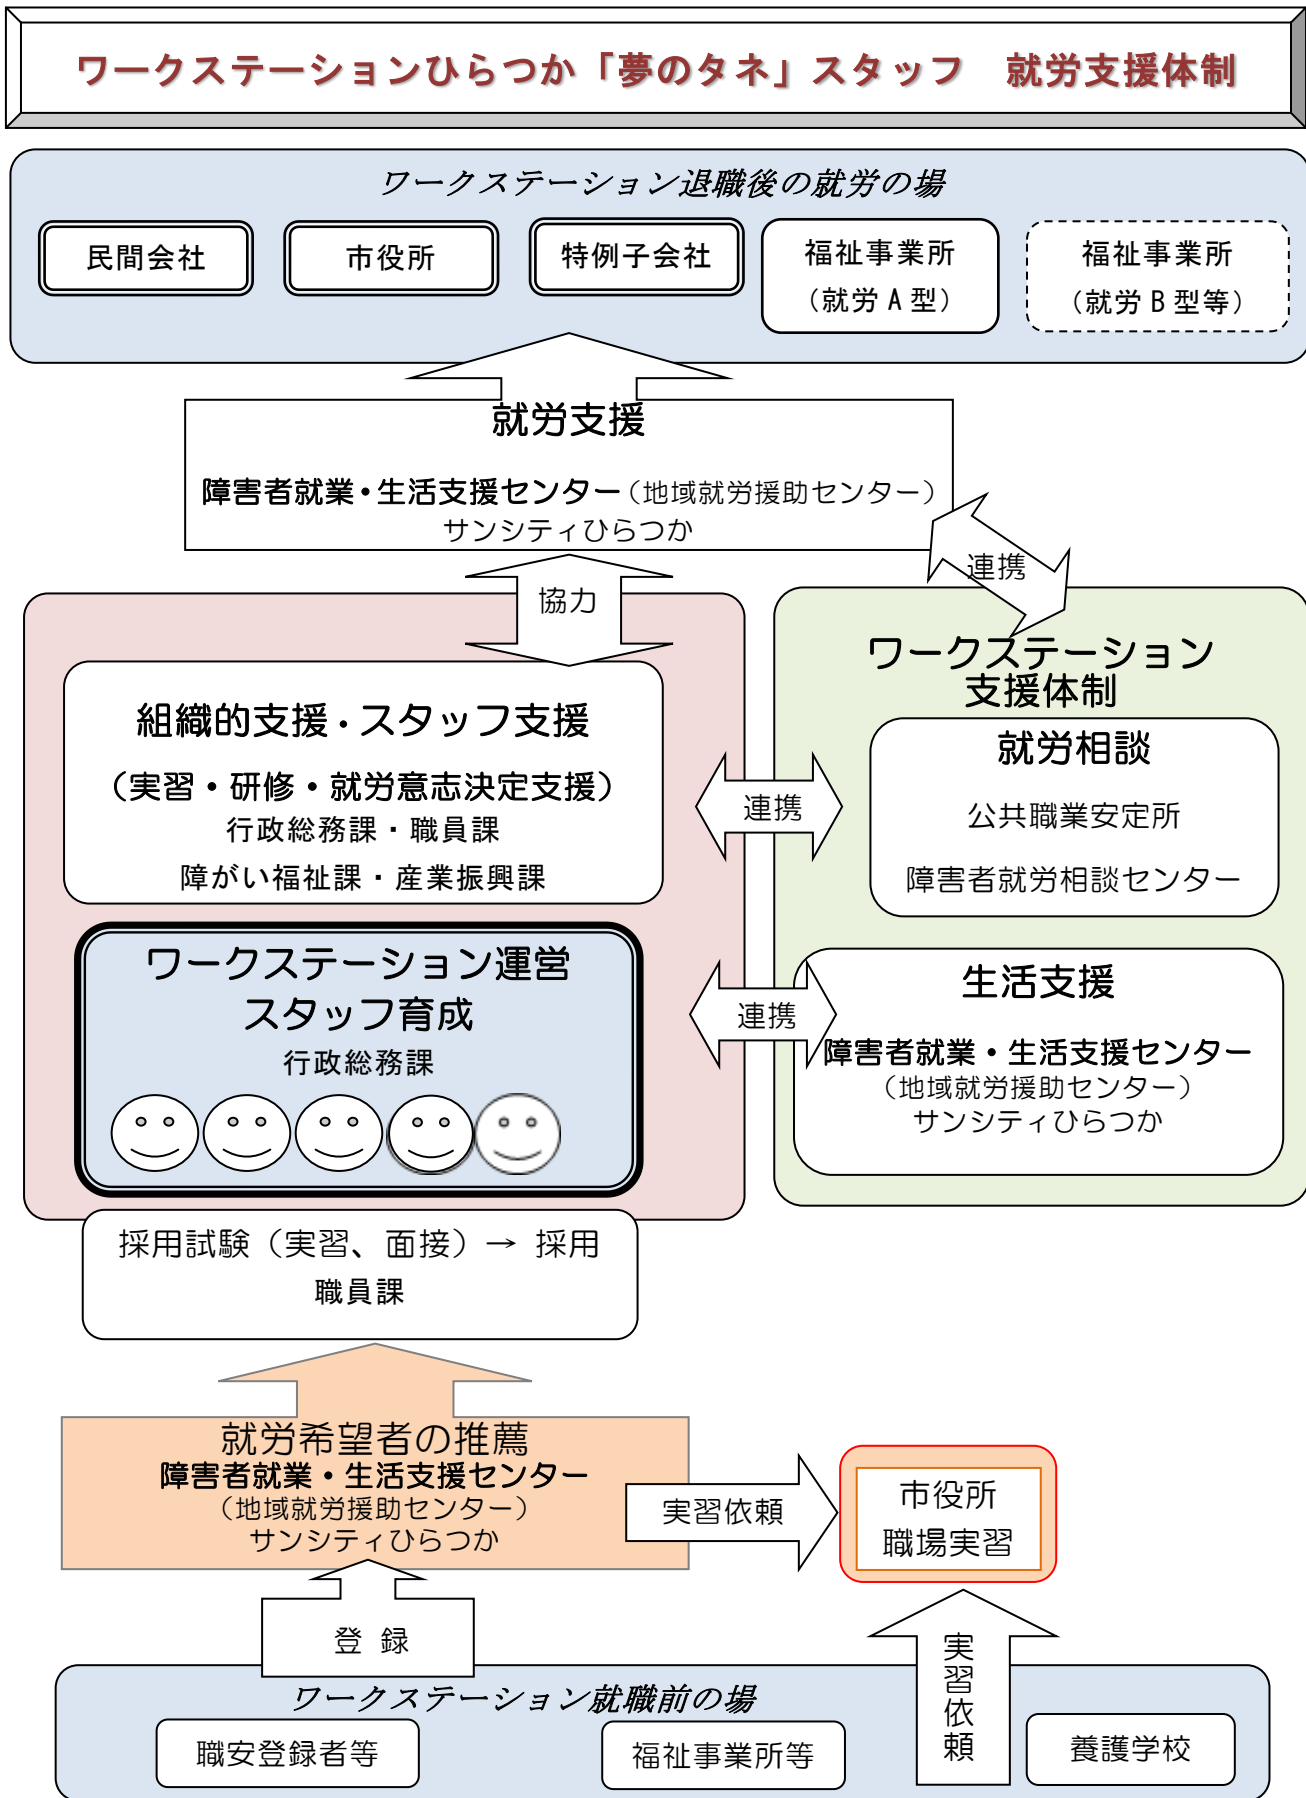 ワークステーションひらつか「夢のタネ」スタッフ　就労支援体制
ワークステーション退職後の就労の場
民間会社
市役所
特例子会社
福祉事業所
（就労 A 型）
福祉事業所
（就労 B 型等）
就労支援
障害者就業・生活支援センター（地域就労援助センター）
サンシティひらつか
連携
協力
組織的支援・スタッフ支援
（実習・研修・就労意志決定支援）
行政総務課・職員課
障がい福祉課・産業振興課
連携
ワークステーション
支援体制
就労相談
公共職業安定所
障害者就労相談センター
ワークステーション運営
スタッフ育成
行政総務課
連携
生活支援
障害者就業・生活支援センター
（地域就労援助センター）
サンシティひらつか
採用試験（実習、面接）→ 採用
職員課
就労希望者の推薦
障害者就業・生活支援センター
（地域就労援助センター）
サンシティひらつか
実習依頼
市役所
職場実習
登 録
実習依頼
ワークステーション就職前の場
職安登録者等
福祉事業所等
養護学校